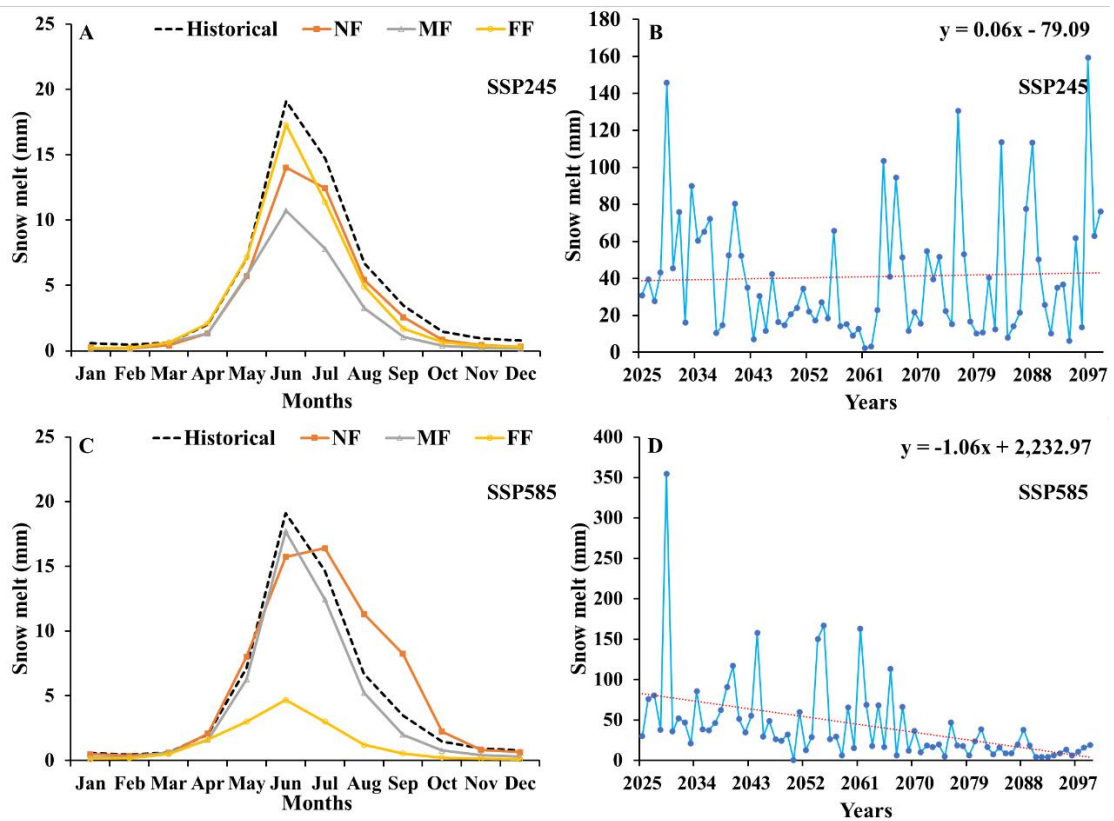 A
Historical NF MF FF
SSP245
Snow melt (mm)
25
20
15
10
5
0
Jan Feb Mar Apr May Jun Jul Aug Sep Oct Nov Dec
Months
B
y = 0.06x - 79.09
SSP245
Snow melt (mm)
180
160
140
120
100
80
60
40
20
0
2025 2034 2043 2052 2061 2070 2079 2088 2097
Years
C
Historical NF MF FF
SSP585
Snow melt (mm)
25
20
15
10
5
0
Jan Feb Mar Apr May Jun Jul Aug Sep Oct Nov Dec
Months
D
y = -1.06x + 2,232.97
SSP585
Snow melt (mm)
400
350
300
250
200
150
100
50
0
2025 2034 2043 2052 2061 2070 2079 2088 2097
Years